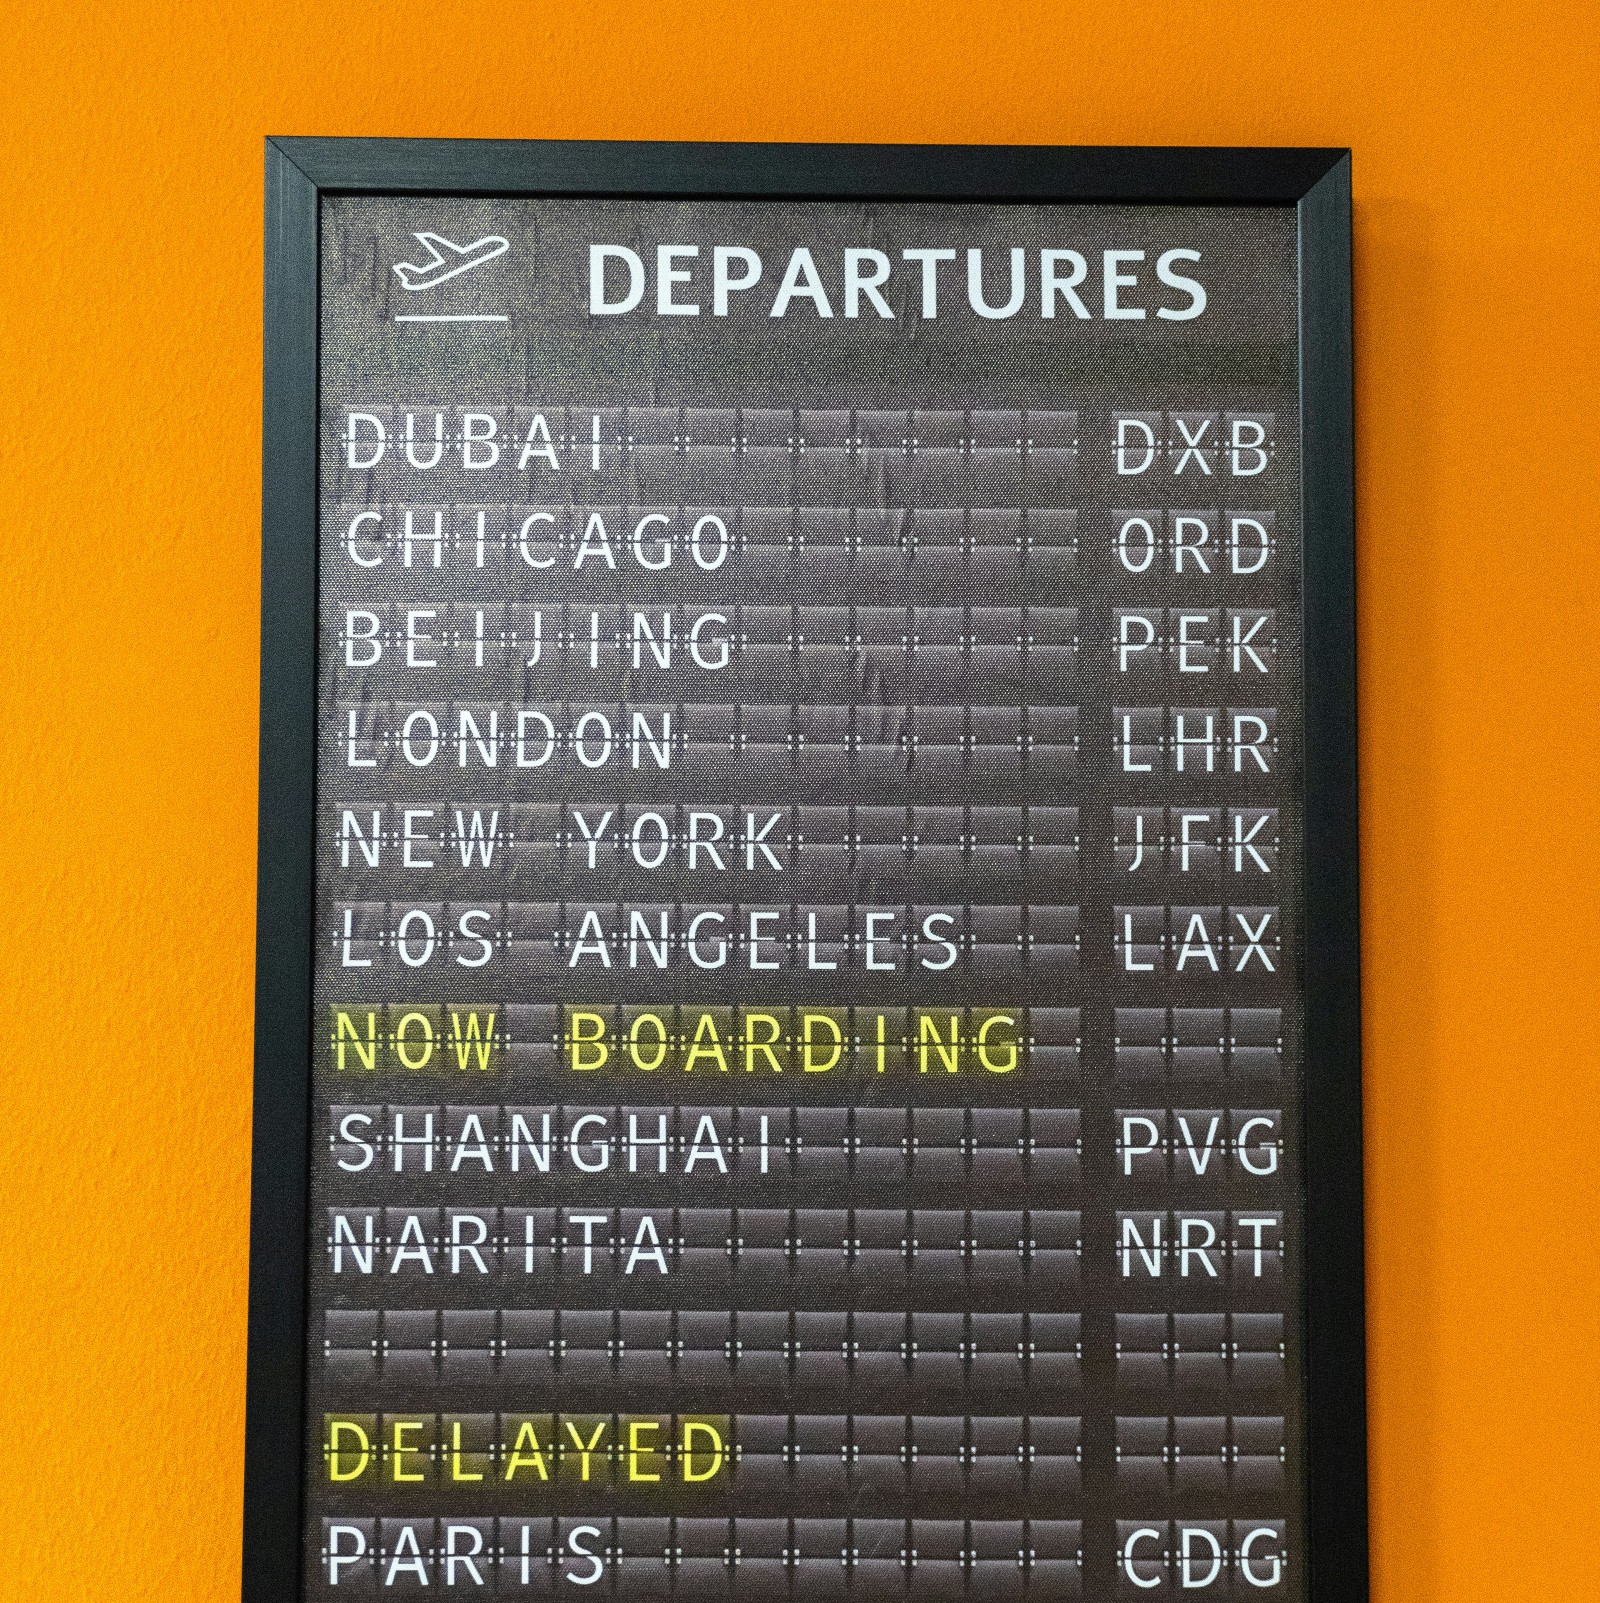 DEPARTURES
DUBAI DXB
CHICAGO ORD
BEIJING PEK
LONDON LHR
NEW YORK JFK
LOS ANGELES LAX
NOW BOARDING
SHANGHAI PVG
NARITA NRT
DELAYED
PARIS CDG